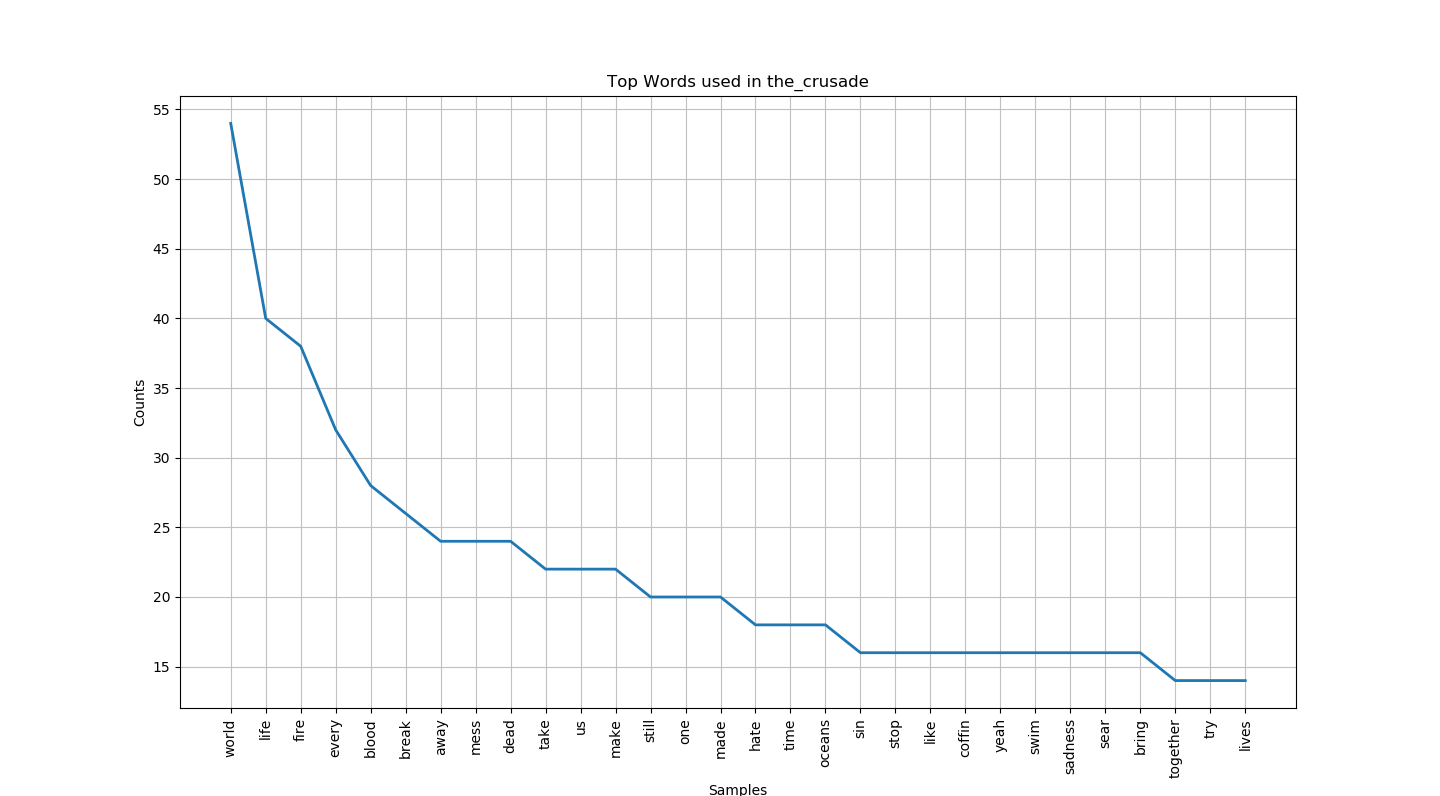 Top Words used in the_crusade
55
50
45
40
35
30
25
20
15
Counts
world
life
fire
every
blood
break
away
mess
dead
take
us
make
still
one
made
hate
time
oceans
sin
stop
like
coffin
yeah
swim
sadness
sear
bring
together
try
lives
Samples